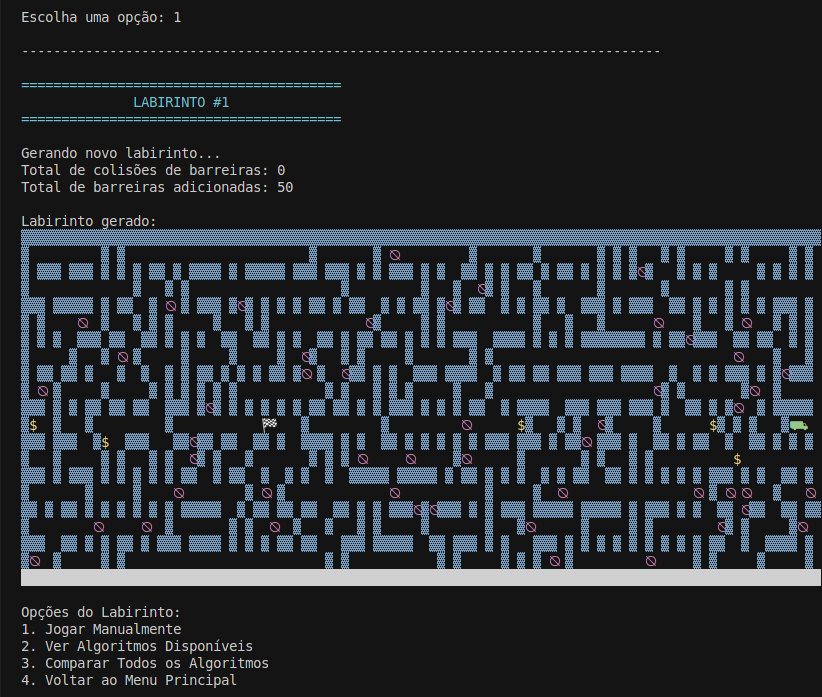 Escolha uma opção: 1
--------------------------------------------------------------------------------
========================================
LABIRINTO #1
========================================
Gerando novo labirinto...
Total de colisões de barreiras: 0
Total de barreiras adicionadas: 50
Labirinto gerado:
$ $ $
$
$
Opções do Labirinto:
1. Jogar Manualmente
2. Ver Algoritmos Disponíveis
3. Comparar Todos os Algoritmos
4. Voltar ao Menu Principal